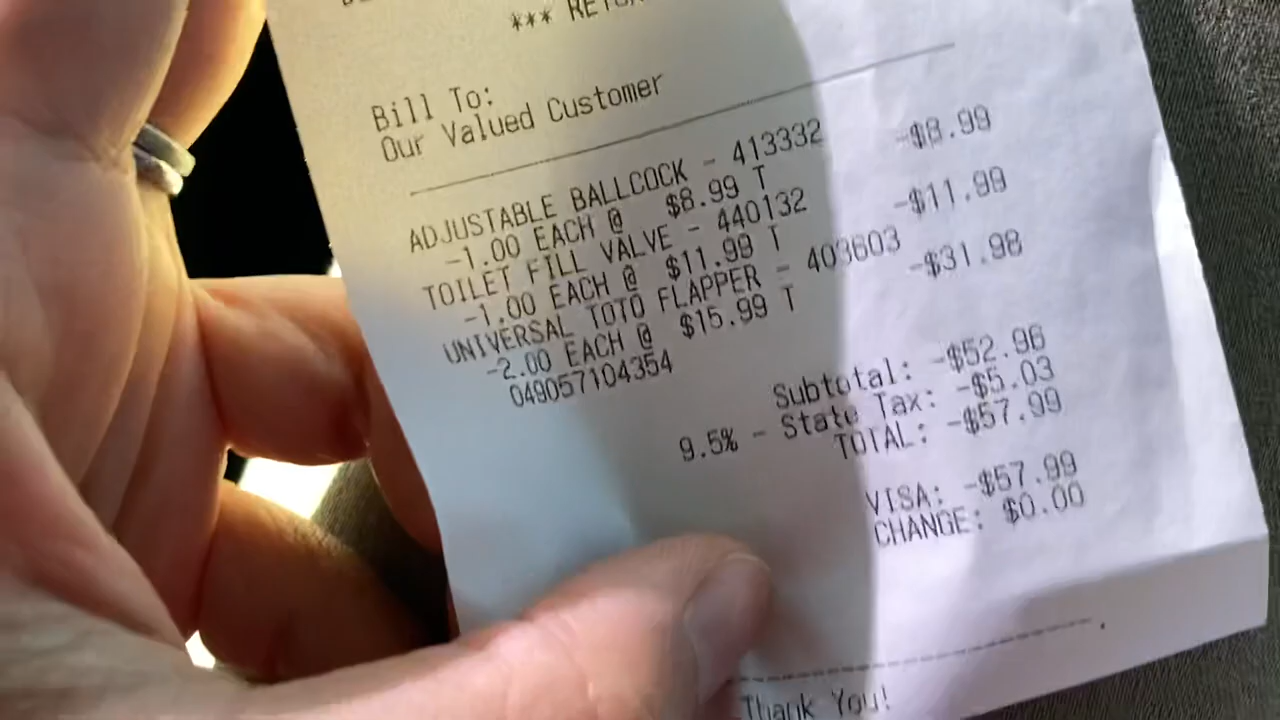 *** RETUR
Bill To:
Our Valued Customer
ADJUSTABLE BALLCOCK - 413332 -$8.99
-1.00 EACH @ $8.99 T
TOILET FILL VALVE - 440132 -$11.99
-1.00 EACH @ $11.99 T
UNIVERSAL TOTO FLAPPER - 403603 -$31.98
-2.00 EACH @ $15.99 T
049057104354
Subtotal: -$52.96
9.5% - State Tax: -$5.03
TOTAL: -$57.99
VISA: -$57.99
CHANGE: $0.00
Thank You!